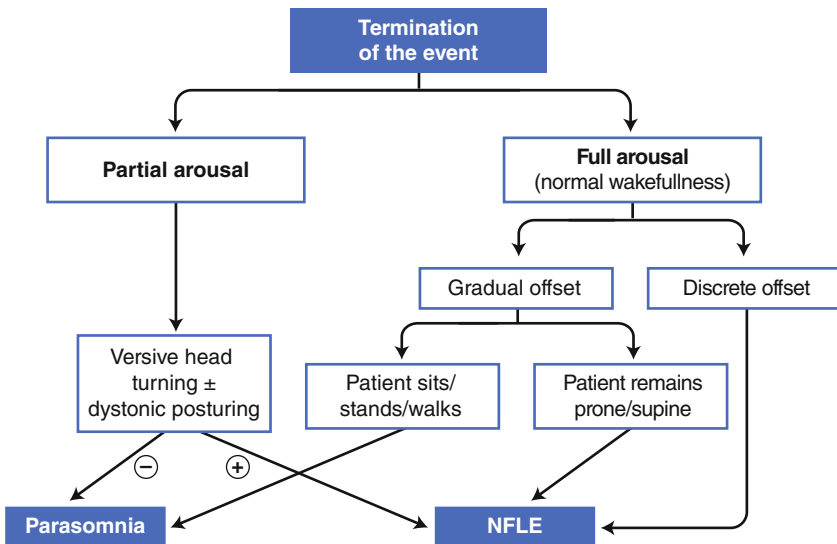 Termination
of the event
Partial arousal
Full arousal
(normal wakefullness)
Gradual offset
Discrete offset
Versive head
turning ±
dystonic posturing
Patient sits/
stands/walks
Patient remains
prone/supine
−
+
Parasomnia
NFLE